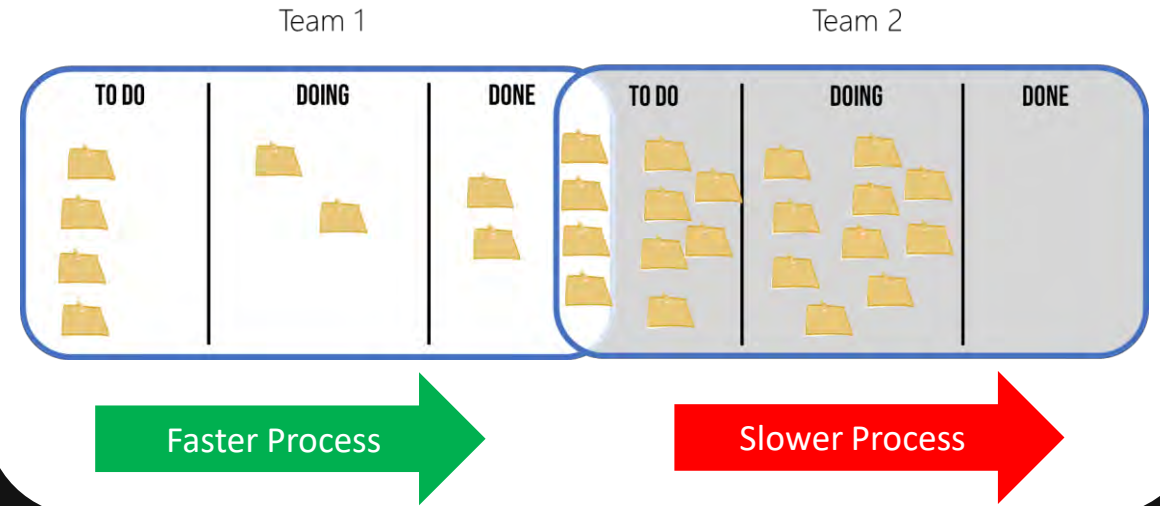 Team 1
Team 2
TO DO
DOING
DONE
TO DO
DOING
DONE
Faster Process
Slower Process